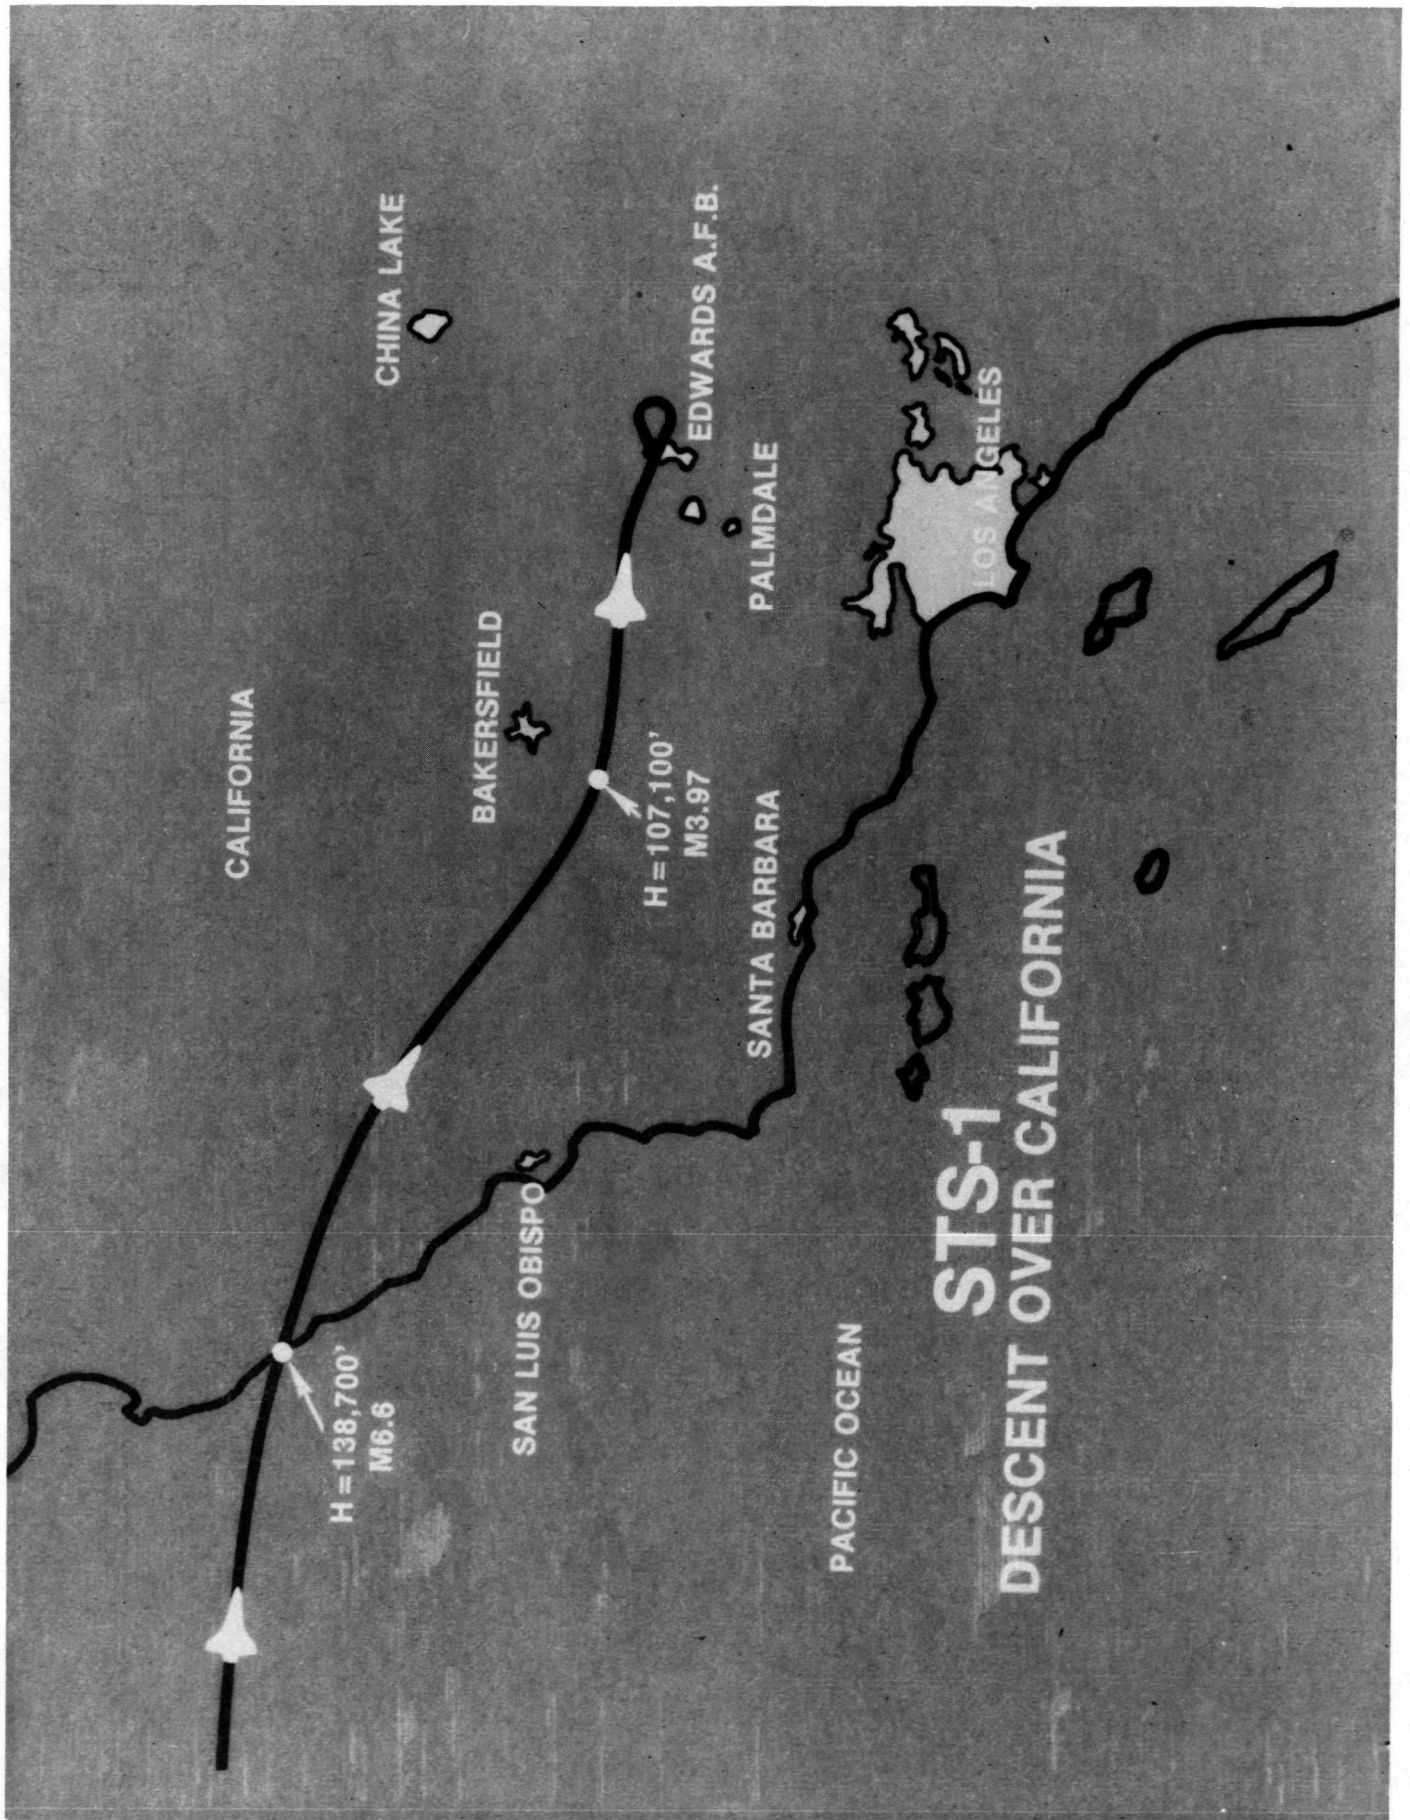 CALIFORNIA
CHINA LAKE
BAKERSFIELD
H=138,700'
M6.6
SAN LUIS OBISPO
H=107,100'
M3.97
EDWARDS A.F.B.
PALMDALE
SANTA BARBARA
LOS ANGELES
PACIFIC OCEAN
STS-1
DESCENT OVER CALIFORNIA